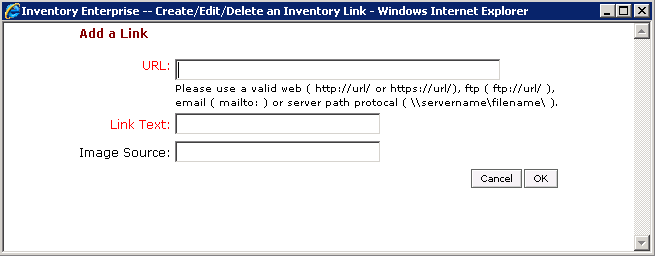 Inventory Enterprise -- Create/Edit/Delete an Inventory Link - Windows Internet Explorer
Add a Link
URL:
Please use a valid web ( http://url/ or https://url/), ftp ( ftp://url/ ),
email ( mailto: ) or server path protocal ( \\servername\filename\ ).
Link Text:
Image Source:
Cancel OK